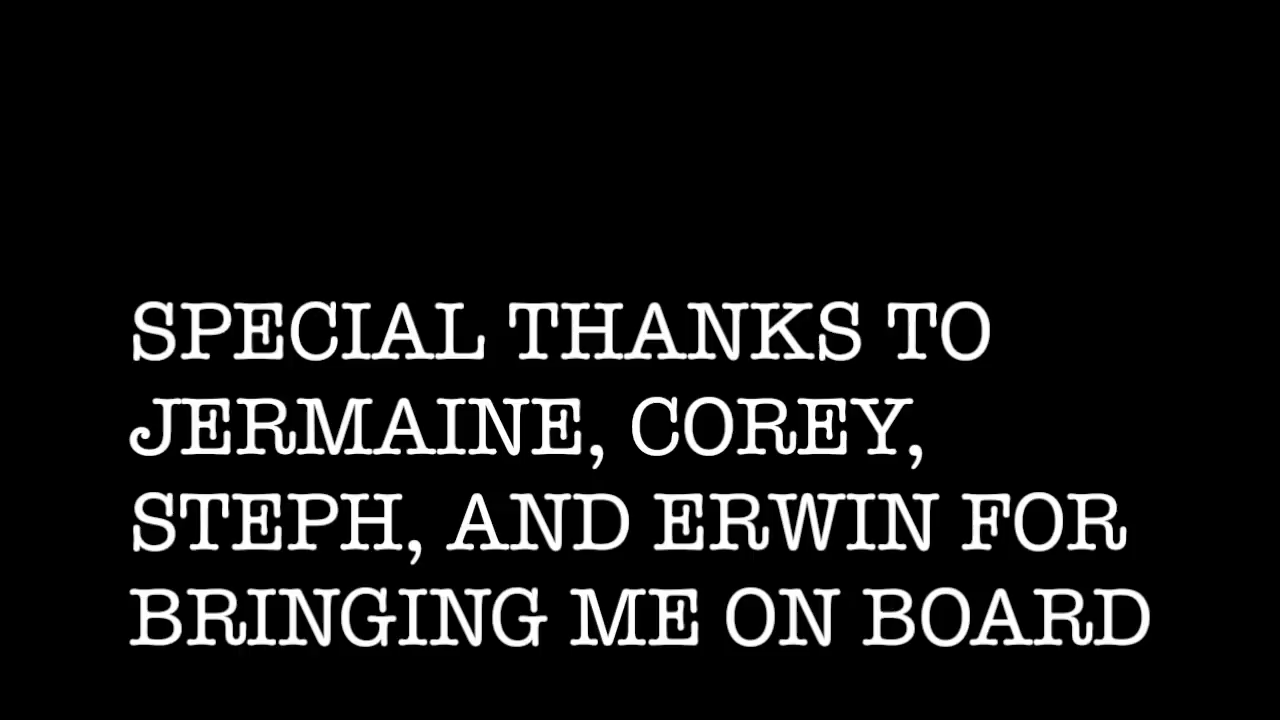 SPECIAL THANKS TO
JERMAINE, COREY,
STEPH, AND ERWIN FOR
BRINGING ME ON BOARD